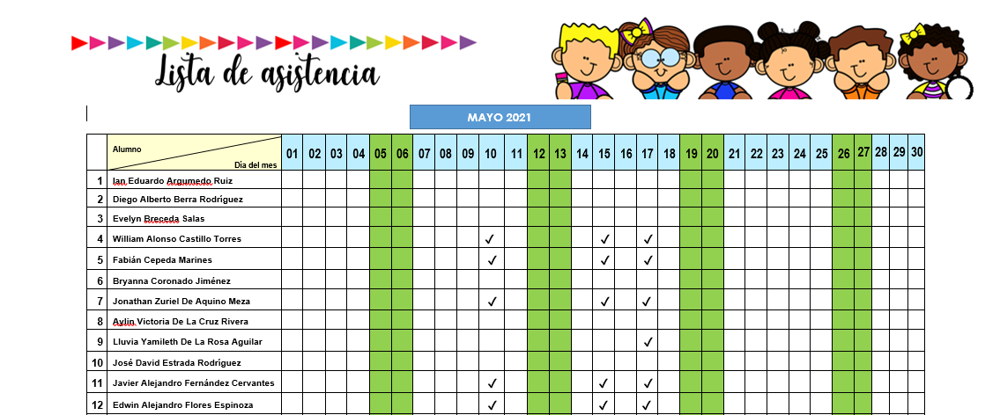 Lista de asistencia
MAYO 2021
Alumno
Día del mes
01 02 03 04 05 06 07 08 09 10 11 12 13 14 15 16 17 18 19 20 21 22 23 24 25 26 27 28 29 30
1 Ian Eduardo Argumedo Ruiz
2 Diego Alberto Berra Rodríguez
3 Evelyn Breceda Salas
4 William Alonso Castillo Torres ✓ ✓ ✓
5 Fabián Cepeda Marines ✓ ✓ ✓
6 Bryanna Coronado Jiménez
7 Jonathan Zuriel De Aquino Meza ✓ ✓ ✓
8 Aylin Victoria De La Cruz Rivera
9 Lluvia Yamileth De La Rosa Aguilar ✓
10 José David Estrada Rodríguez
11 Javier Alejandro Fernández Cervantes ✓ ✓ ✓
12 Edwin Alejandro Flores Espinoza ✓ ✓ ✓